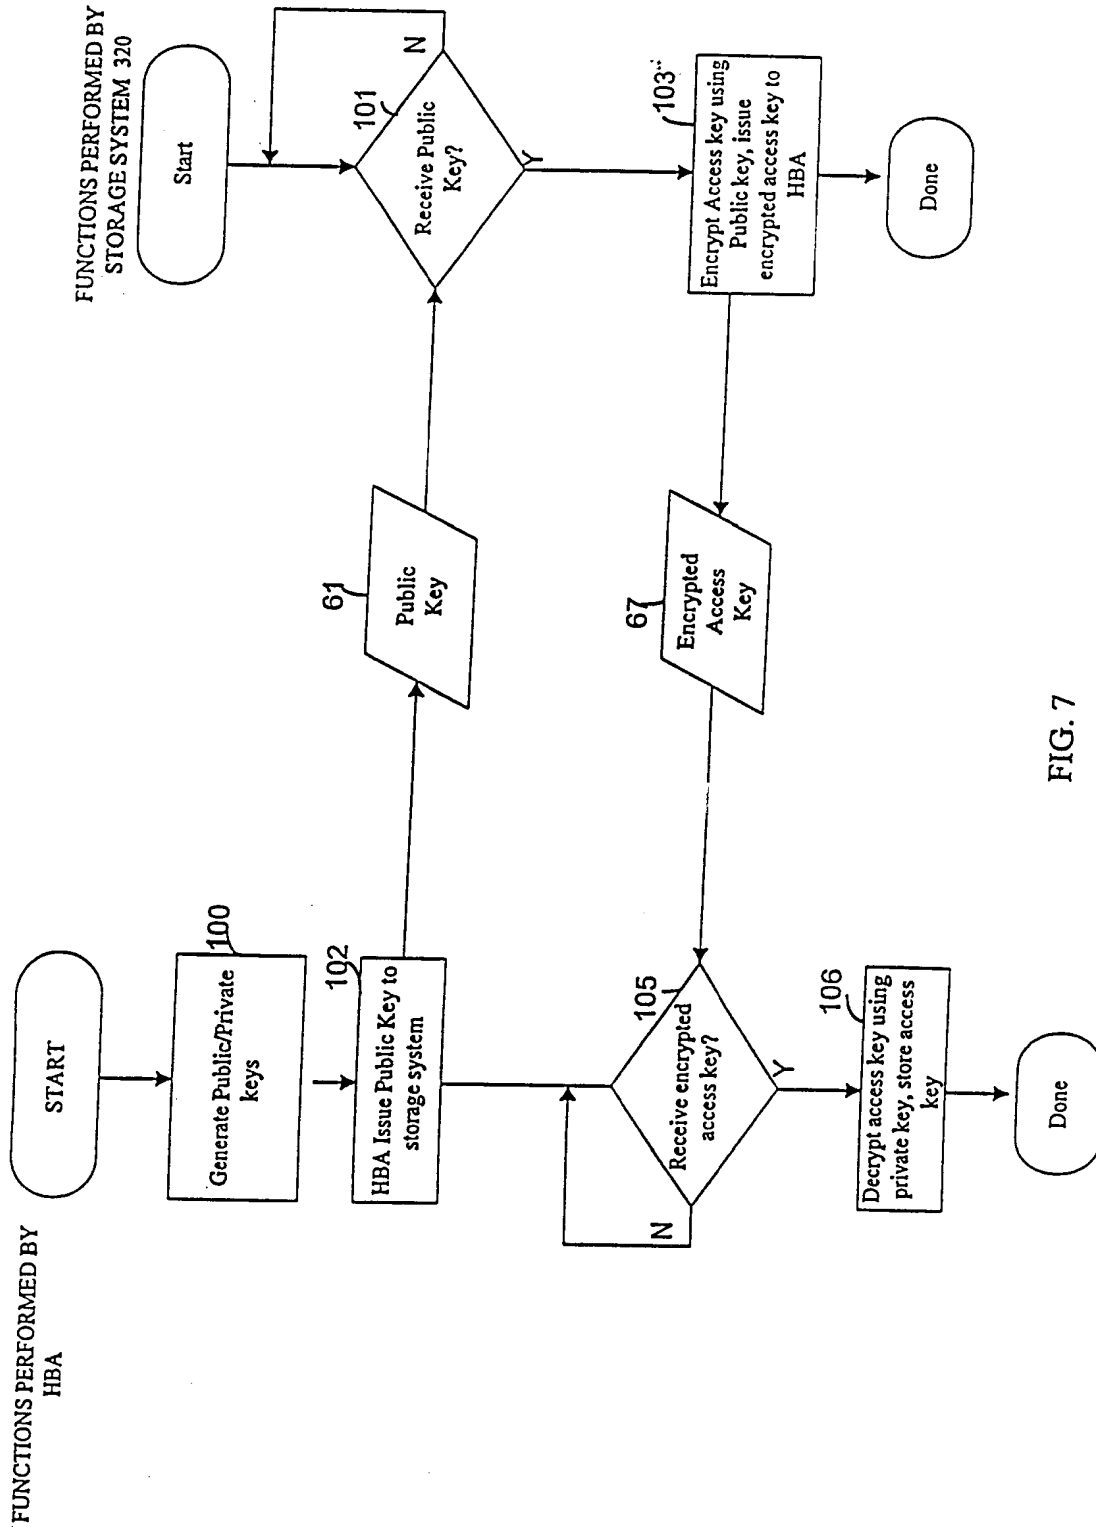 FUNCTIONS PERFORMED BY
HBA
START
100
Generate Public/Private
keys
102
HBA Issue Public Key to
storage system
105
Receive encrypted
access key?
N
Y
106
Decrypt access key using
private key, store access
key
Done
61
Public
Key
67
Encrypted
Access
Key
FUNCTIONS PERFORMED BY
STORAGE SYSTEM 320
Start
101
Receive Public
Key?
N
Y
103
Encrypt Access key using
Public key, issue
encrypted access key to
HBA
Done
FIG. 7